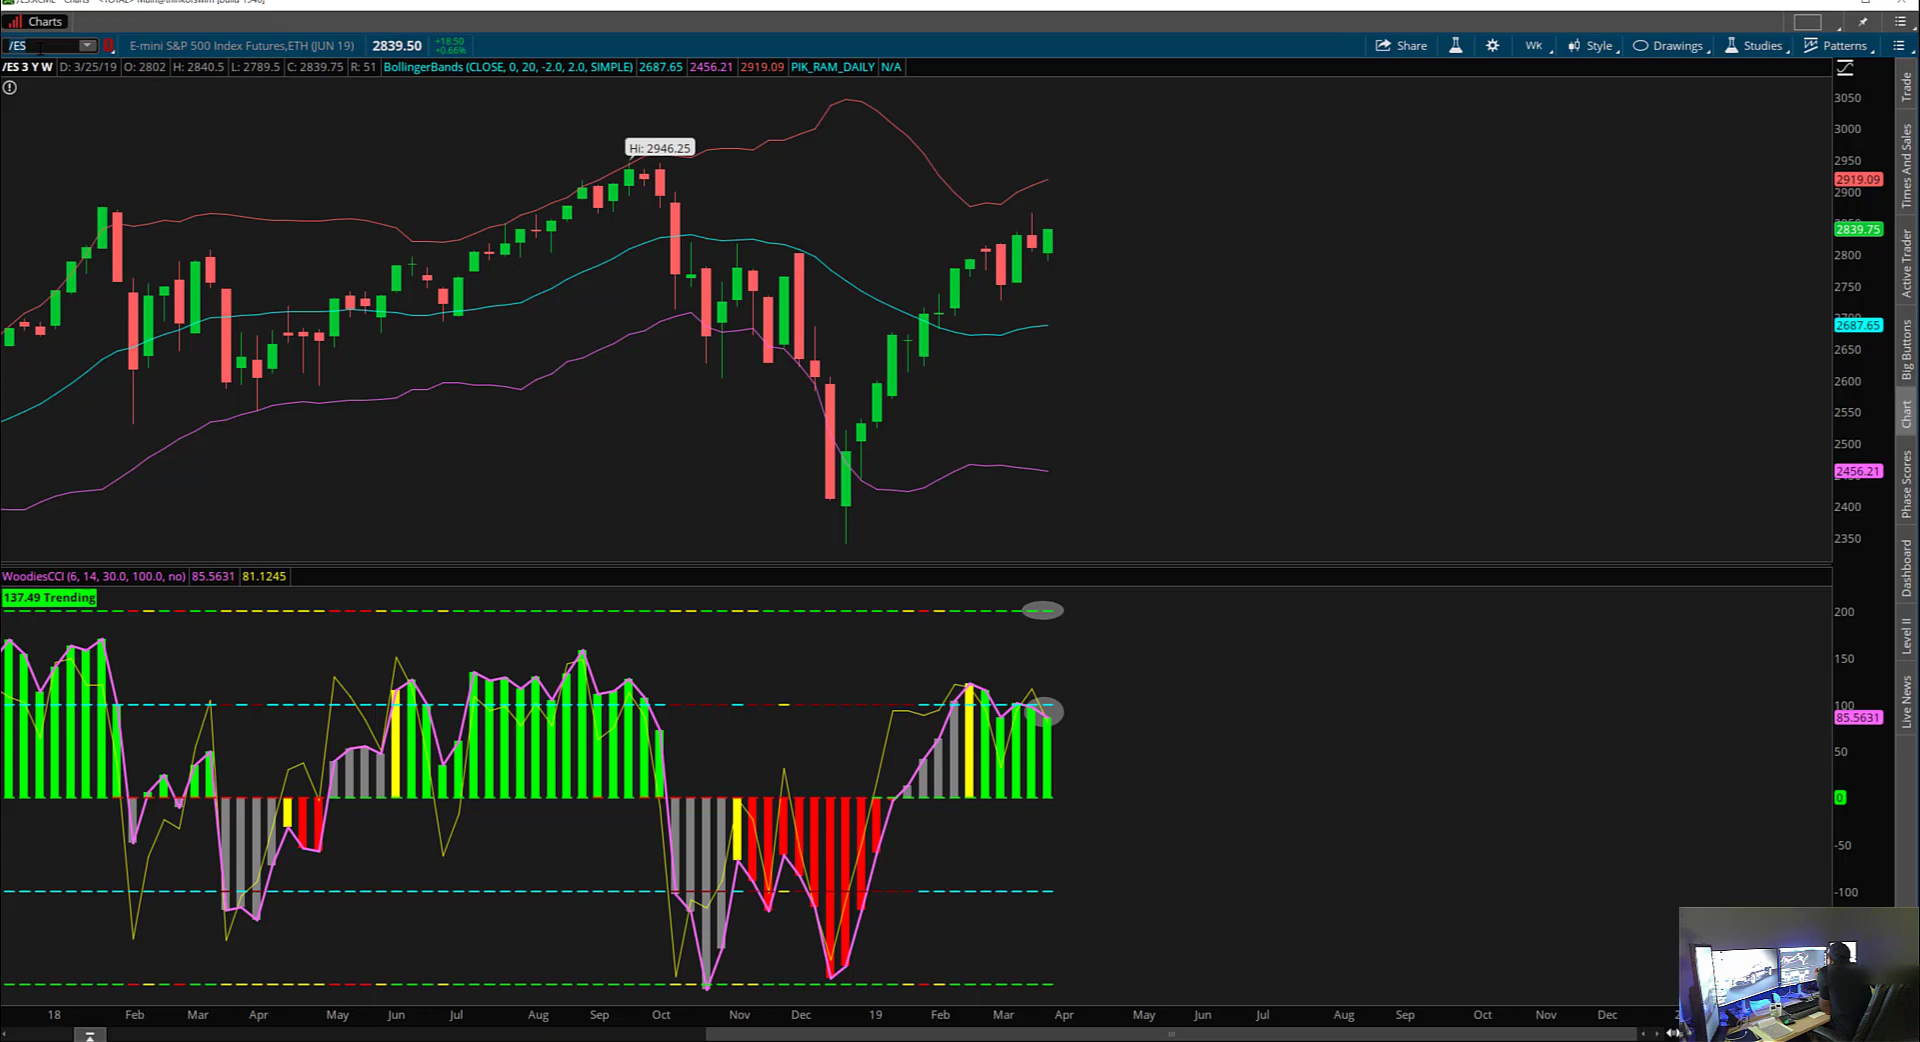 Charts
/ES
E-mini S&P 500 Index Futures,ETH (JUN 19)
2839.50
+18.50
+0.66%
Share
Wk
Style
Drawings
Studies
Patterns
/ES 3 Y W
D: 3/25/19
O: 2802
H: 2840.5
L: 2789.5
C: 2839.75
R: 51
BollingerBands (CLOSE, 0, 20, -2.0, 2.0, SIMPLE)
2687.65
2456.21
2919.09
PIK_RAM_DAILY
N/A
Hi: 2946.25
3050
3000
2950
2919.09
2900
2839.75
2800
2750
2700
2687.65
2650
2600
2550
2500
2456.21
2400
2350
WoodiesCCI (6, 14, 30.0, 100.0, no)
85.5631
81.1245
137.49 Trending
200
150
100
85.5631
50
0
-50
-100
18
Feb
Mar
Apr
May
Jun
Jul
Aug
Sep
Oct
Nov
Dec
19
Feb
Mar
Apr
May
Jun
Jul
Aug
Sep
Oct
Nov
Dec
Trade
Times And Sales
Active Trader
Big Buttons
Chart
Phase Scores
Dashboard
Level II
Live News